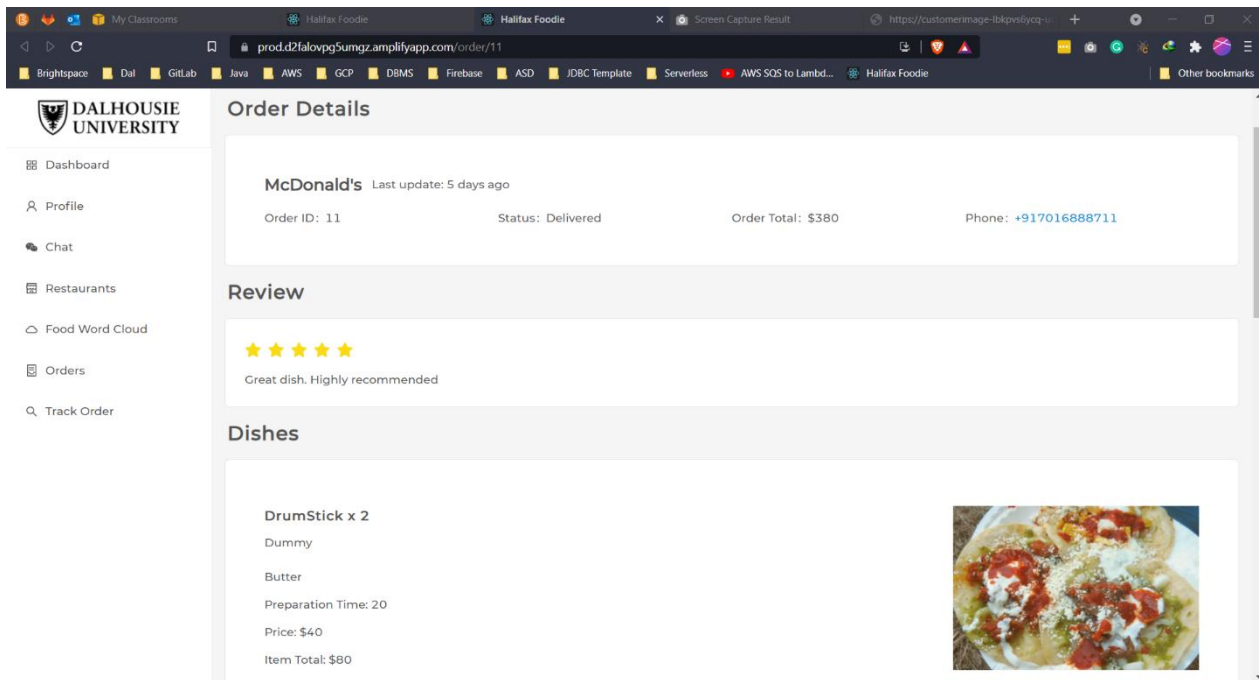 My Classrooms
Halifax Foodie
Halifax Foodie
Screen Capture Result
prod.d2falovpg5umgz.amplifyapp.com/order/11
Brightspace Dal GitLab Java AWS GCP DBMS Firebase ASD JDBC Template Serverless AWS SQS to Lambd... Halifax Foodie Other bookmarks
DALHOUSIE
UNIVERSITY
Dashboard
Profile
Chat
Restaurants
Food Word Cloud
Orders
Track Order
Order Details
McDonald's Last update: 5 days ago
Order ID: 11 Status: Delivered Order Total: $380 Phone: +917016888711
Review
Great dish. Highly recommended
Dishes
DrumStick x 2
Dummy
Butter
Preparation Time: 20
Price: $40
Item Total: $80